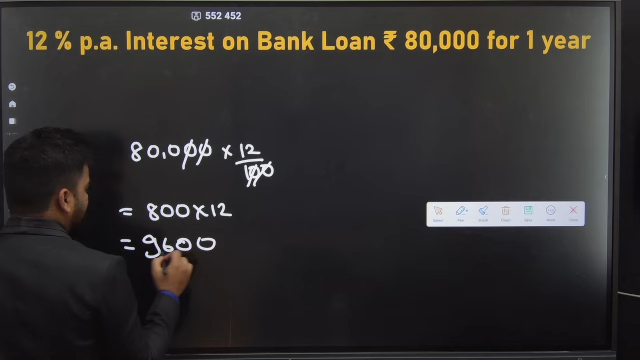 552 452
12 % p.a. Interest on Bank Loan ₹ 80,000 for 1 year
80,000 × 12/100
= 800 × 12
= 9600